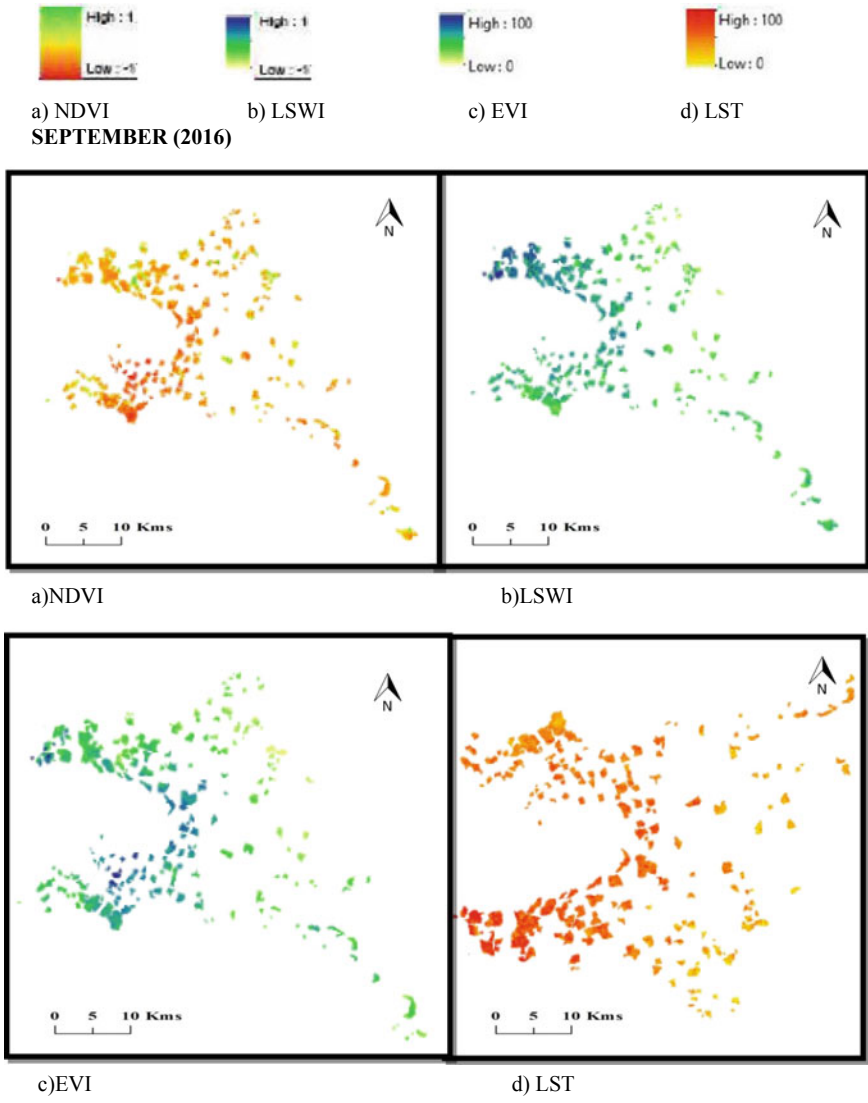 High : 1
Low : -1
High : 1
Low : -1
High : 100
Low : 0
High : 100
Low : 0
a) NDVI
b) LSWI
c) EVI
d) LST
SEPTEMBER (2016)
N
N
0 5 10 Kms
0 5 10 Kms
a)NDVI
b)LSWI
N
N
0 5 10 Kms
0 5 10 Kms
c)EVI
d) LST